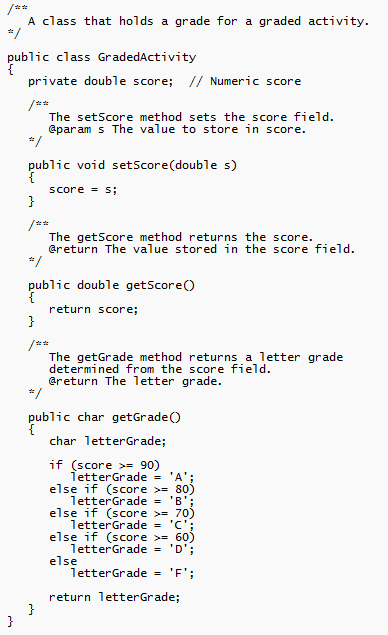 /**
   A class that holds a grade for a graded activity.
*/

public class GradedActivity
{
   private double score;  // Numeric score

   /**
      The setScore method sets the score field.
      @param s The value to store in score.
   */

   public void setScore(double s)
   {
      score = s;
   }

   /**
      The getScore method returns the score.
      @return The value stored in the score field.
   */

   public double getScore()
   {
      return score;
   }

   /**
      The getGrade method returns a letter grade
      determined from the score field.
      @return The letter grade.
   */

   public char getGrade()
   {
      char letterGrade;

      if (score >= 90)
         letterGrade = 'A';
      else if (score >= 80)
         letterGrade = 'B';
      else if (score >= 70)
         letterGrade = 'C';
      else if (score >= 60)
         letterGrade = 'D';
      else
         letterGrade = 'F';

      return letterGrade;
   }
}